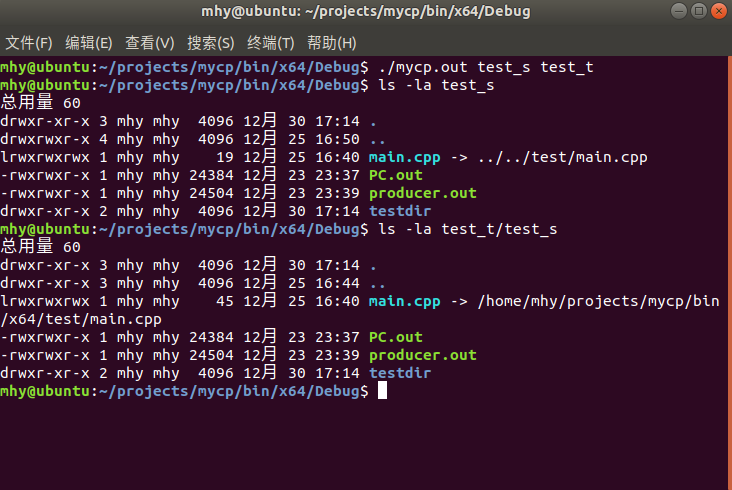 mhy@ubuntu: ~/projects/mycp/bin/x64/Debug
文件(F) 编辑(E) 查看(V) 搜索(S) 终端(T) 帮助(H)
mhy@ubuntu:~/projects/mycp/bin/x64/Debug$ ./mycp.out test_s test_t
mhy@ubuntu:~/projects/mycp/bin/x64/Debug$ ls -la test_s
总用量 60
drwxr-xr-x 3 mhy mhy  4096 12月 30 17:14 .
drwxrwxr-x 4 mhy mhy  4096 12月 25 16:50 ..
lrwxrwxrwx 1 mhy mhy    19 12月 25 16:40 main.cpp -> ../../test/main.cpp
-rwxrwxr-x 1 mhy mhy 24384 12月 23 23:37 PC.out
-rwxrwxr-x 1 mhy mhy 24504 12月 23 23:39 producer.out
drwxr-xr-x 2 mhy mhy  4096 12月 30 17:14 testdir
mhy@ubuntu:~/projects/mycp/bin/x64/Debug$ ls -la test_t/test_s
总用量 60
drwxr-xr-x 3 mhy mhy  4096 12月 30 17:14 .
drwxr-xr-x 3 mhy mhy  4096 12月 25 16:44 ..
lrwxrwxrwx 1 mhy mhy    45 12月 25 16:40 main.cpp -> /home/mhy/projects/mycp/bin
/x64/test/main.cpp
-rwxrwxr-x 1 mhy mhy 24384 12月 23 23:37 PC.out
-rwxrwxr-x 1 mhy mhy 24504 12月 23 23:39 producer.out
drwxr-xr-x 2 mhy mhy  4096 12月 30 17:14 testdir
mhy@ubuntu:~/projects/mycp/bin/x64/Debug$